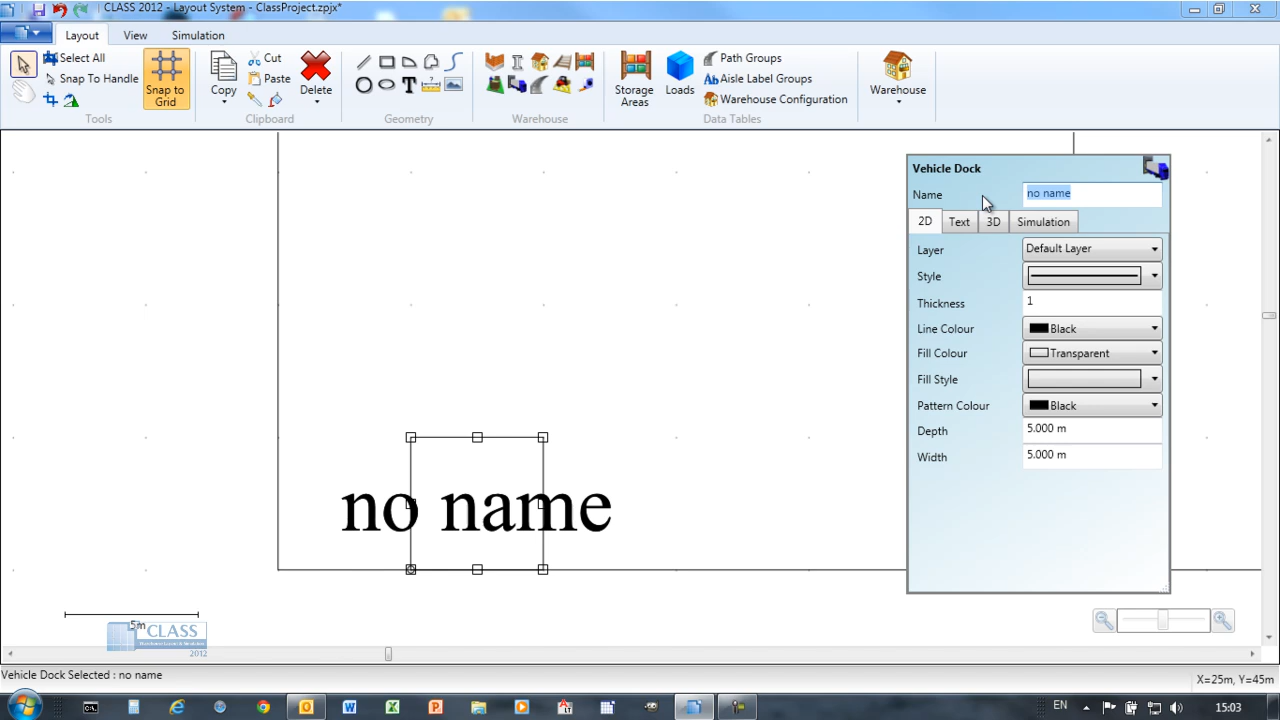 CLASS 2012 - Layout System - ClassProject.zpjx*
Layout View Simulation
Select All
Snap To Handle
Snap to Grid
Tools
Copy
Cut
Paste
Delete
Clipboard
Geometry
Warehouse
Storage Areas
Loads
Path Groups
Aisle Label Groups
Warehouse Configuration
Data Tables
Warehouse
Vehicle Dock
Name no name
2D Text 3D Simulation
Layer Default Layer
Style
Thickness 1
Line Colour Black
Fill Colour Transparent
Fill Style
Pattern Colour Black
Depth 5.000 m
Width 5.000 m
no name
5m
CLASS
2012
Vehicle Dock Selected : no name
X=25m, Y=45m
EN 15:03